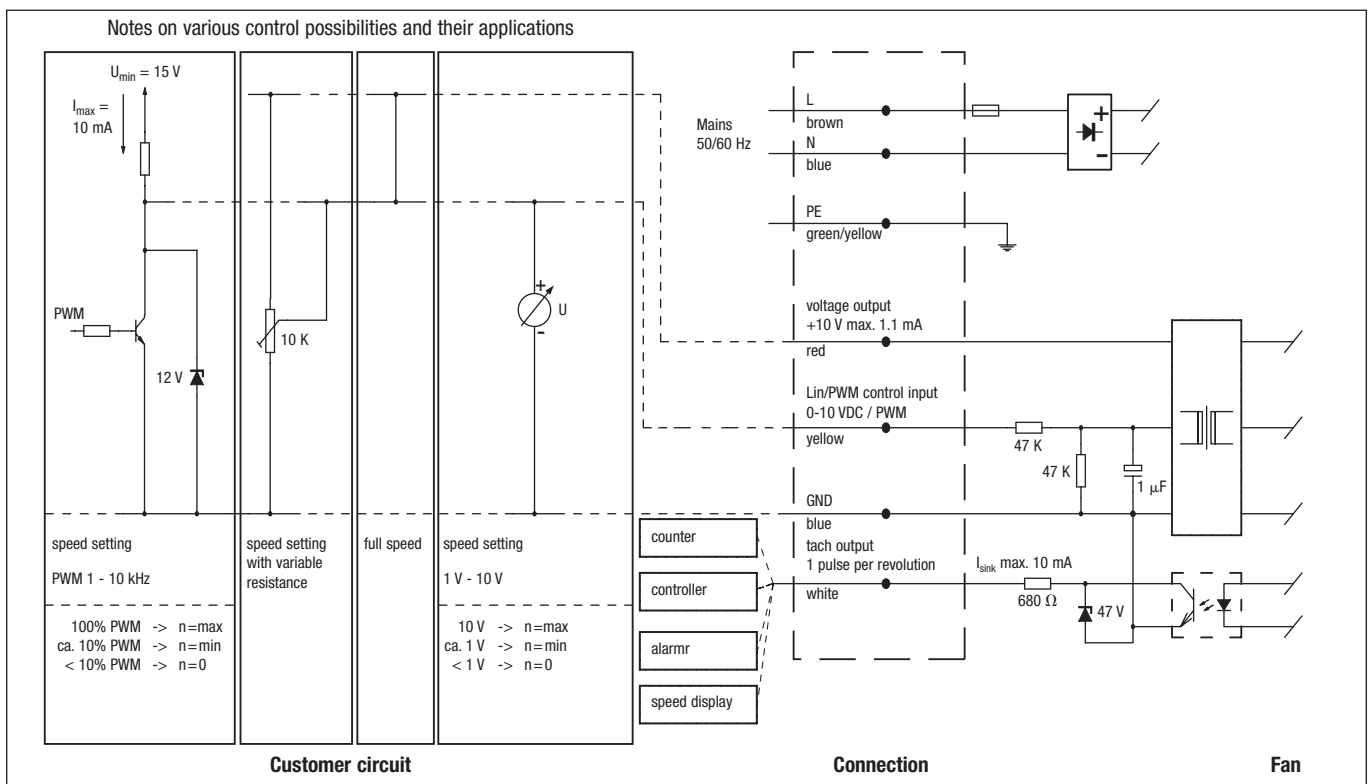 Notes on various control possibilities and their applications
Umin = 15 V
Imax =
10 mA
PWM
12 V
speed setting
PWM 1 - 10 kHz
100% PWM -> n=max
ca. 10% PWM -> n=min
< 10% PWM -> n=0
10 K
speed setting
with variable
resistance
full speed
+
U
-
speed setting
1 V - 10 V
10 V -> n=max
ca. 1 V -> n=min
< 1 V -> n=0
Customer circuit
counter
controller
alarmr
speed display
Mains
50/60 Hz
L
brown
N
blue
PE
green/yellow
voltage output
+10 V max. 1.1 mA
red
Lin/PWM control input
0-10 VDC / PWM
yellow
GND
blue
tach output
1 pulse per revolution
white
Connection
+
-
47 K
47 K
1 μF
Isink max. 10 mA
680 Ω
47 V
Fan